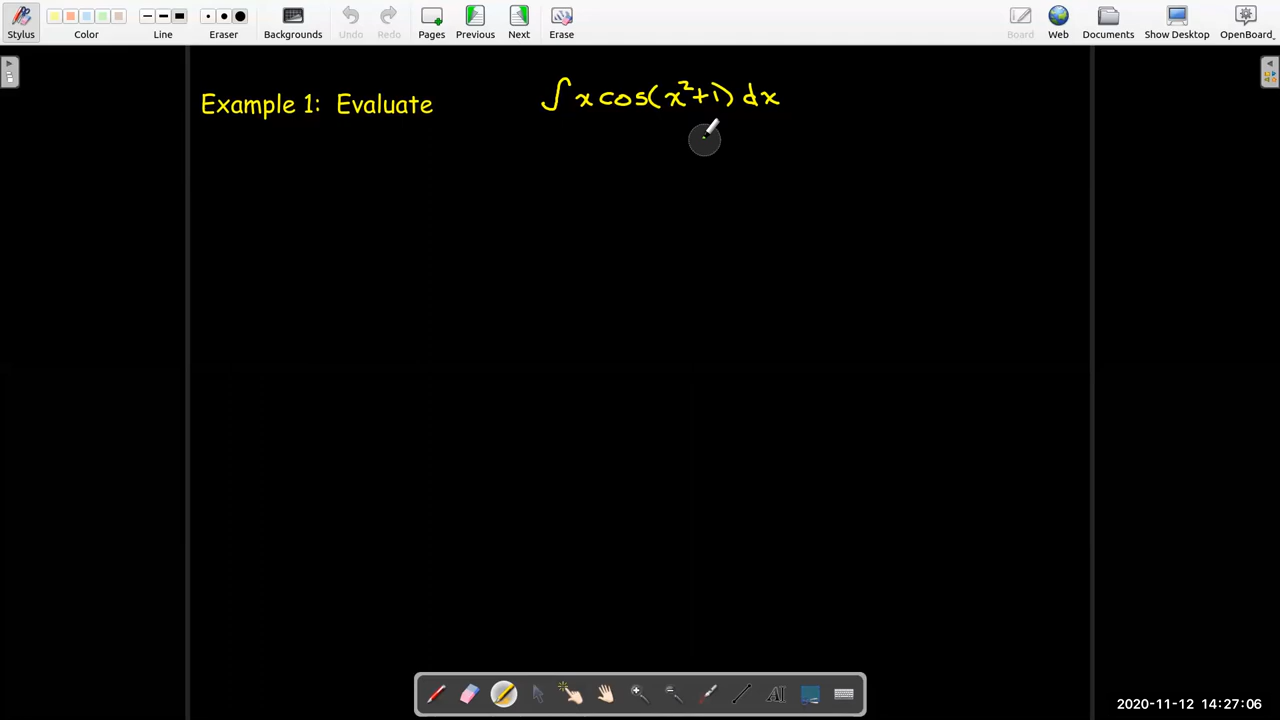 Stylus Color Line Eraser Backgrounds Undo Redo Pages Previous Next Erase Board Web Documents Show Desktop OpenBoard
Example 1: Evaluate ∫ x cos(x²+1) dx
AI
2020-11-12 14:27:06